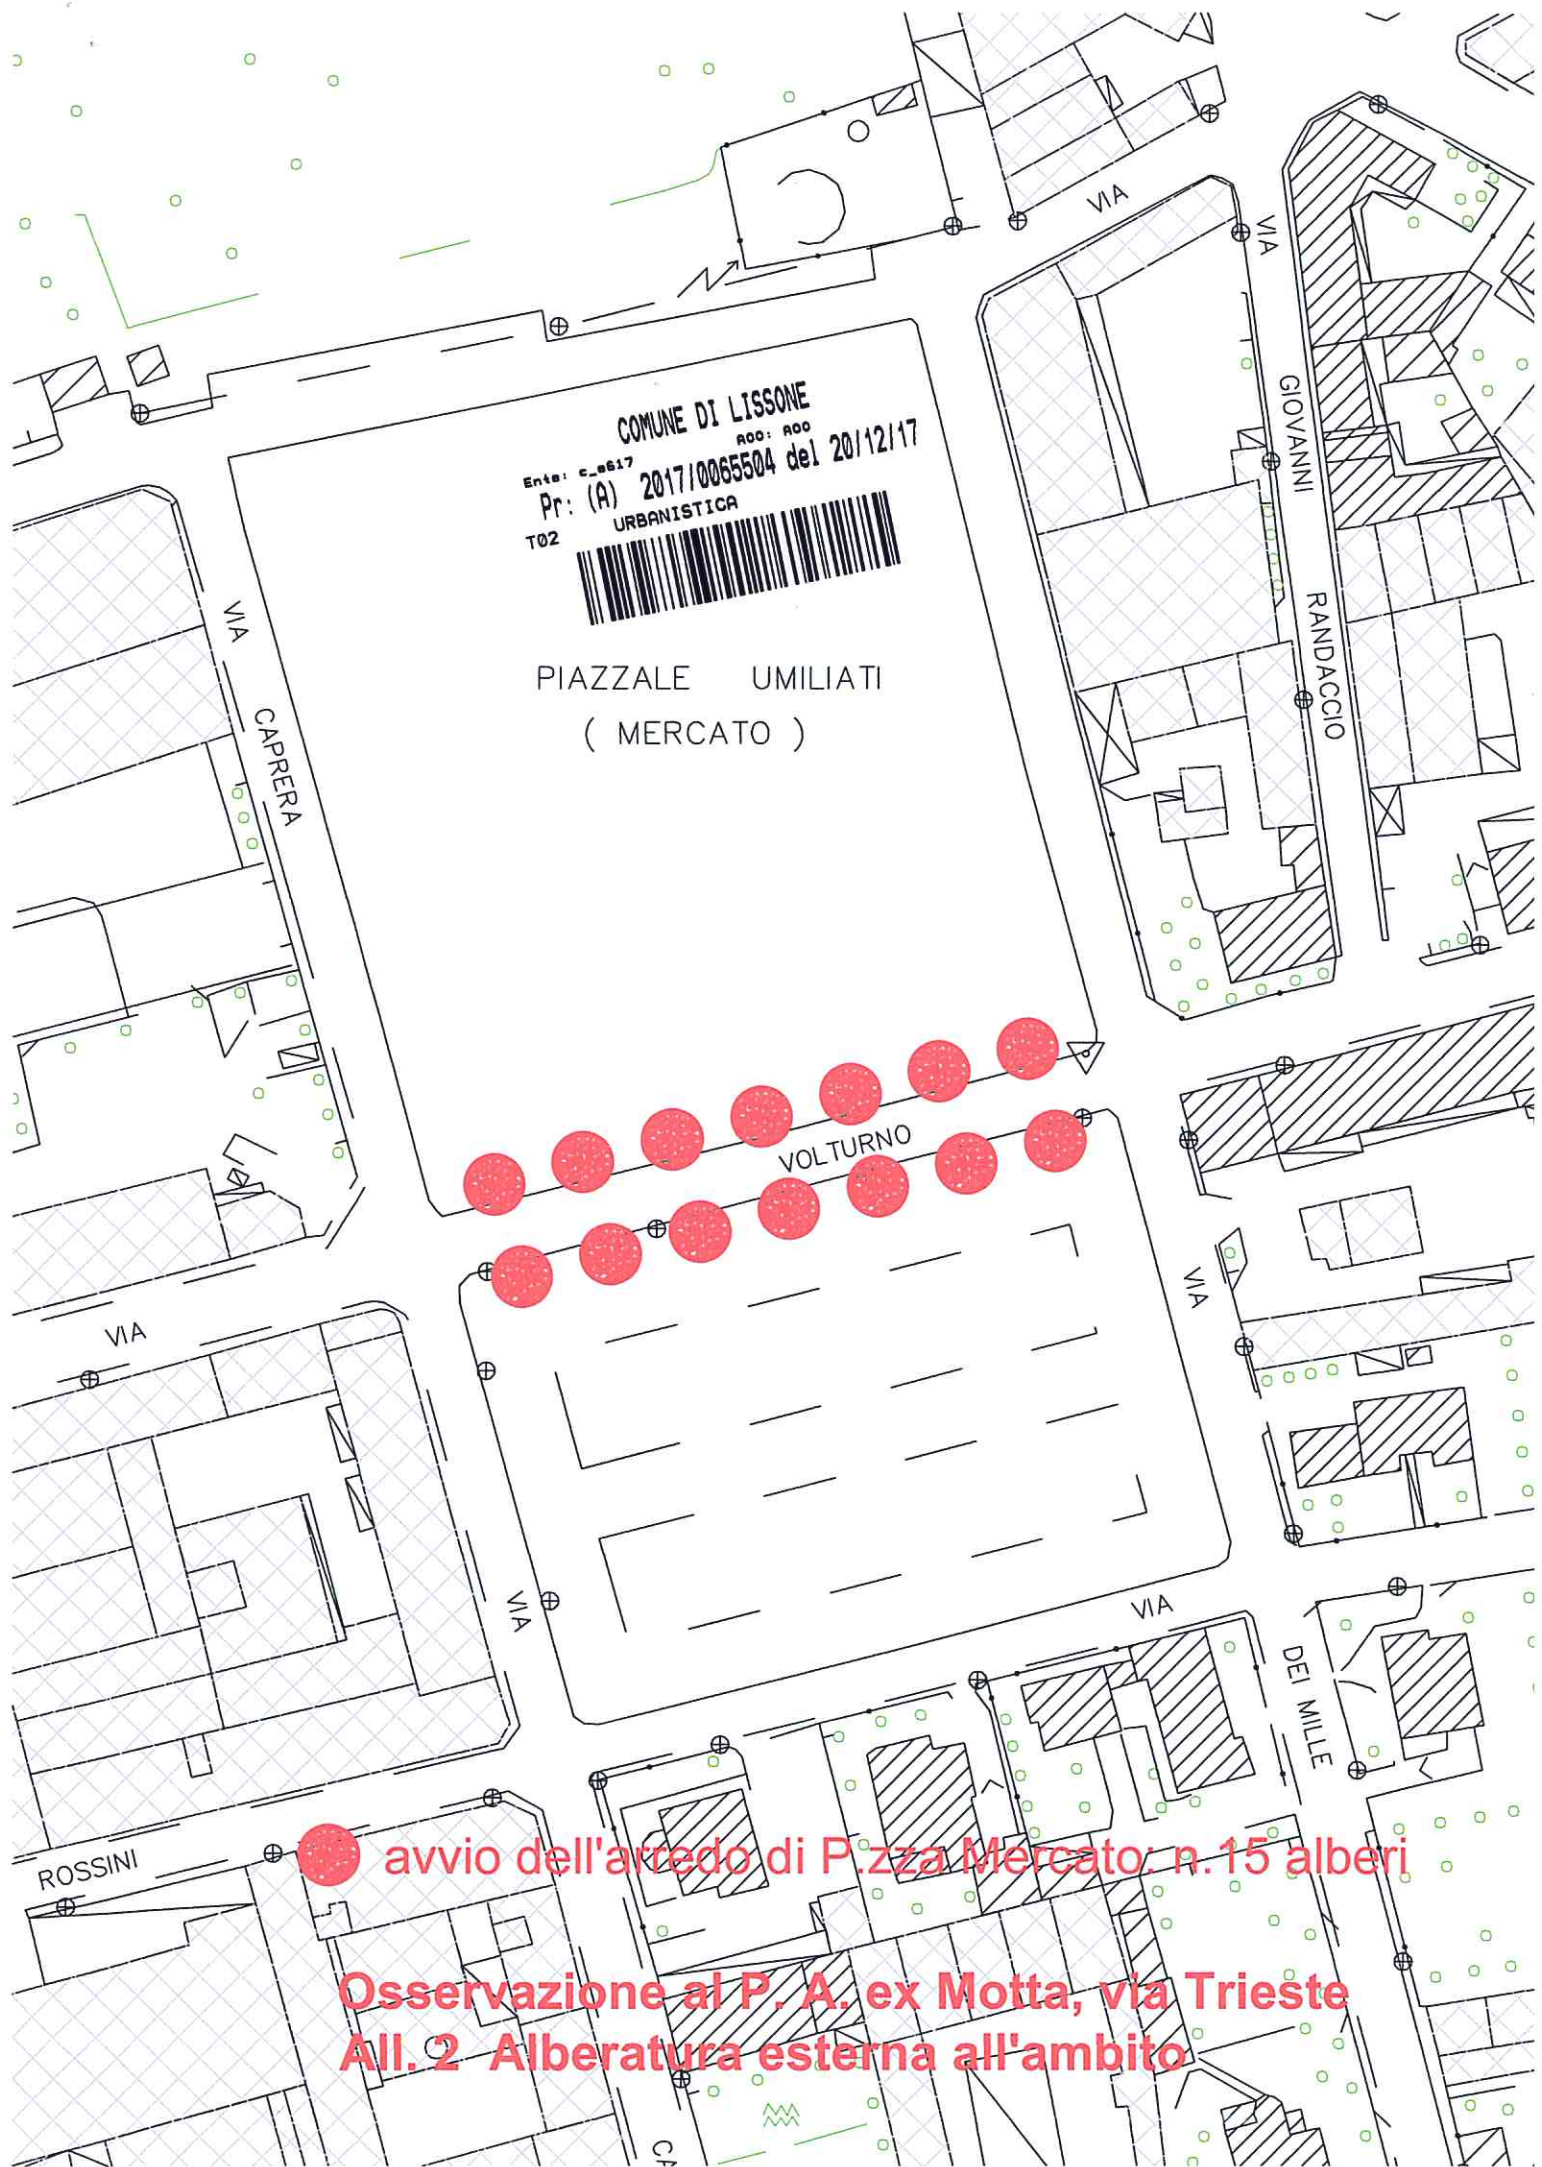 VIA
VIA
COMUNE DI LISSONE
Ente: c_e617 AOO: AOO
Pr: (A) 2017/0065504 del 20/12/17
T02 URBANISTICA
GIOVANNI
RANDACCIO
VIA
CAPRERA
PIAZZALE UMILIATI
( MERCATO )
VOLTURNO
VIA
VIA
VIA
VIA
DEI MILLE
ROSSINI
avvio dell'arredo di P.zza Mercato: n.15 alberi
Osservazione al P. A. ex Motta, via Trieste
All. 2 Alberatura esterna all'ambito
CA